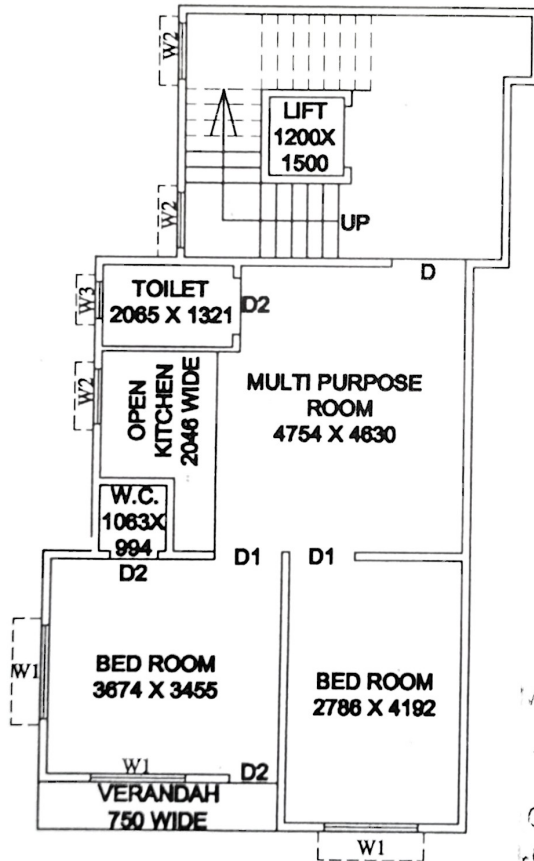 W2
LIFT
1200X
1500
W2
UP
D
W3
TOILET
2065 X 1321
D2
W2
OPEN
KITCHEN
2046 WIDE
MULTI PURPOSE
ROOM
4754 X 4630
W.C.
1063X
994
D2
D1
D1
W1
BED ROOM
3674 X 3455
BED ROOM
2786 X 4192
W1
D2
VERANDAH
750 WIDE
W1